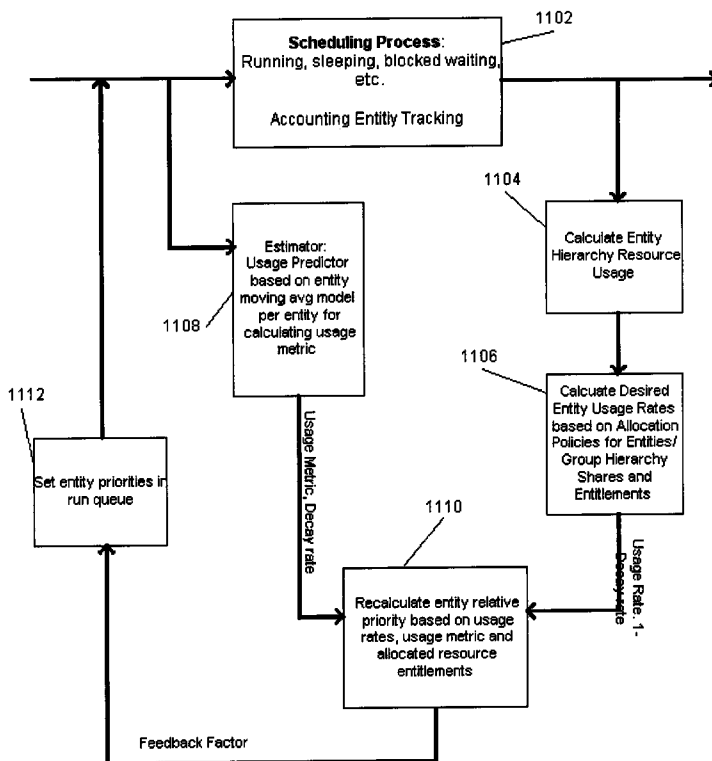 1102
Scheduling Process:
Running, sleeping, blocked waiting,
etc.
Accounting Entitiy Tracking
1104
Calculate Entity
Hierarchy Resource
Usage
Estimator:
Usage Predictor
based on entity
moving avg model
per entity for
calculating usage
metric
1108
1106
Calcuate Desired
Entity Usage Rates
based on Allocation
Policies for Entities/
Group Hierarchy
Shares and
Entitlements
1112
Set entity priorities in
run queue
Usage Metric, Decay rate
Usage Rate. 1-
Decay rate
1110
Recalculate entity relative
priority based on usage
rates, usage metric and
allocated resource
entitlements
Feedback Factor